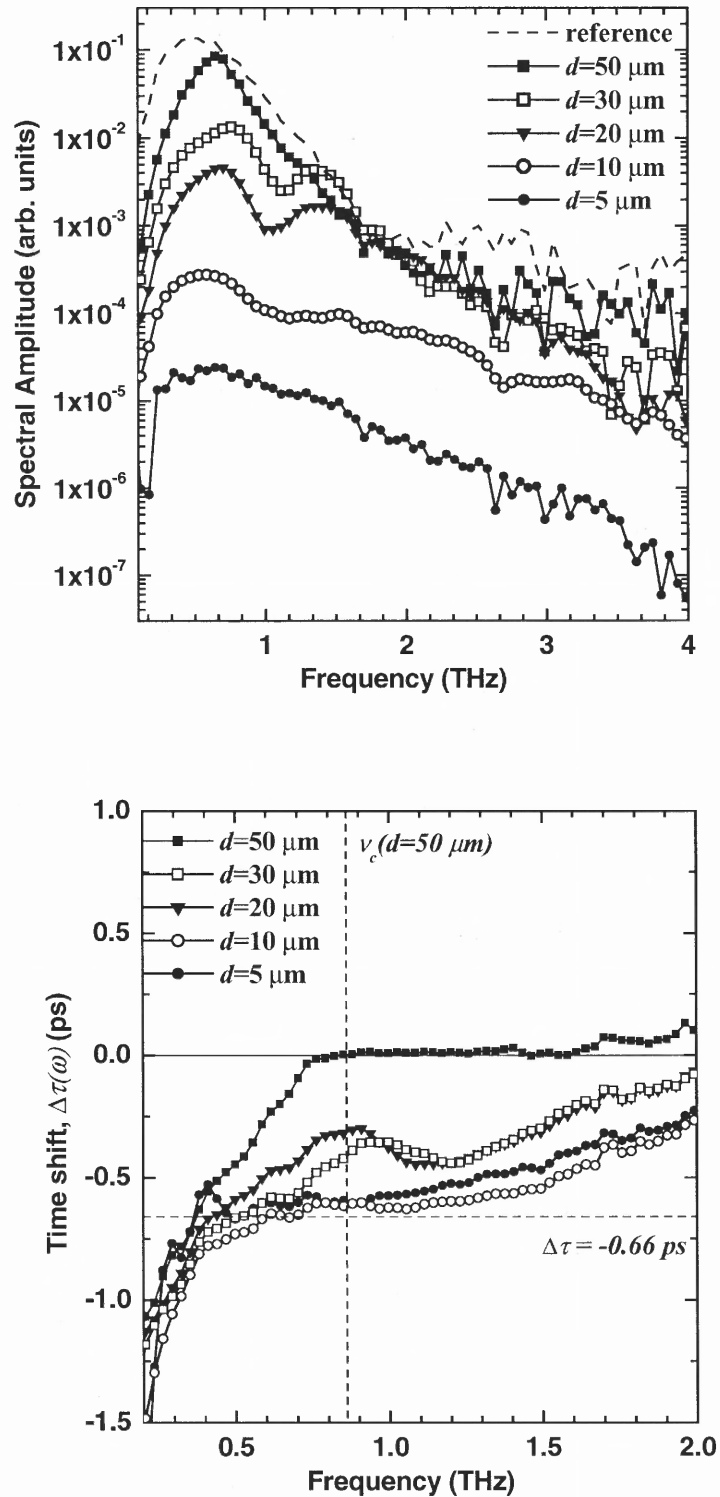 1x10⁻¹
1x10⁻²
1x10⁻³
1x10⁻⁴
1x10⁻⁵
1x10⁻⁶
1x10⁻⁷
Spectral Amplitude (arb. units)
reference
d=50 μm
d=30 μm
d=20 μm
d=10 μm
d=5 μm
1
2
3
4
Frequency (THz)
1.0
0.5
0.0
-0.5
-1.0
-1.5
Time shift, Δτ(ω) (ps)
d=50 μm
d=30 μm
d=20 μm
d=10 μm
d=5 μm
ν_c(d=50 μm)
Δτ = -0.66 ps
0.5
1.0
1.5
2.0
Frequency (THz)